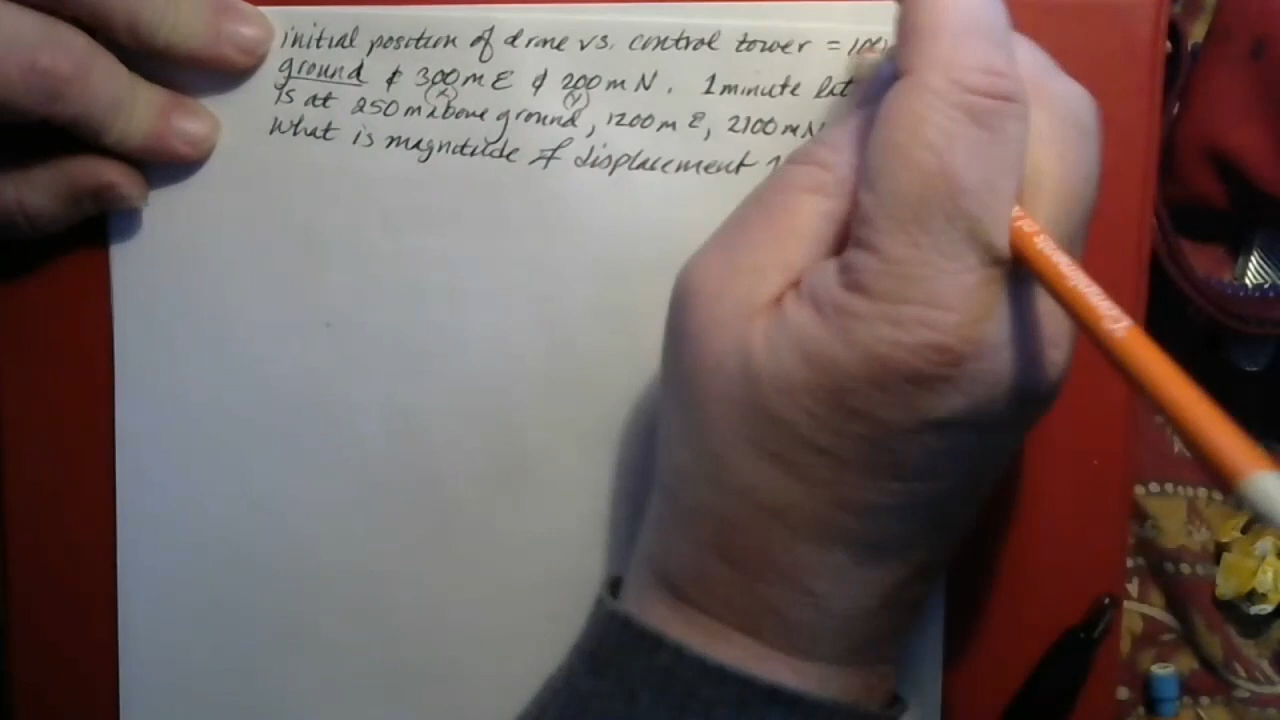 initial position of drone vs. control tower = 100
ground & 300 m E & 200 m N. 1 minute
(x) (y)
is at 250 m above ground, 1200 m E, 2100 m N
What is magnitude of displacement